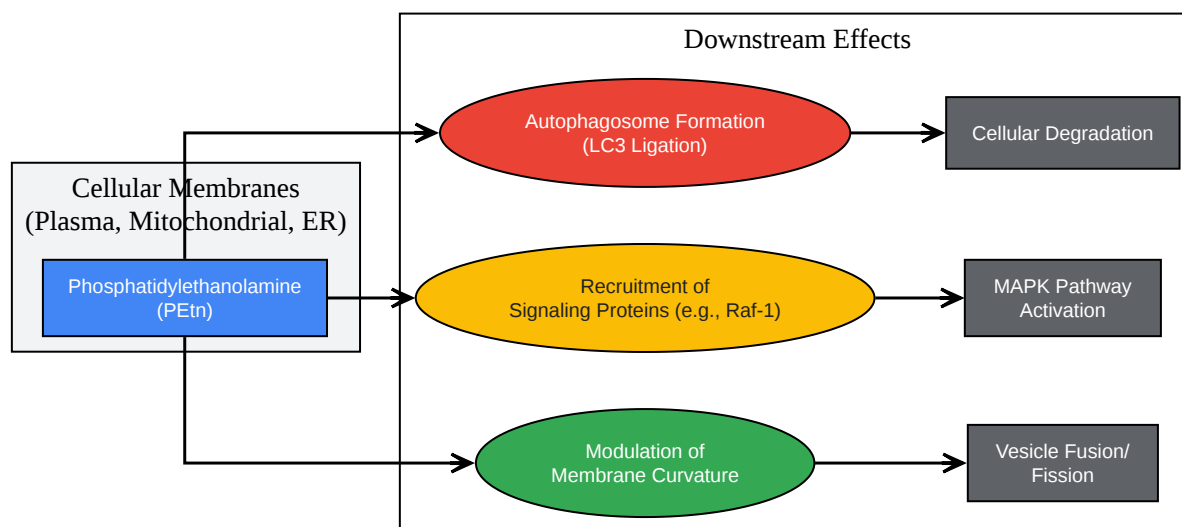 Downstream Effects
Autophagosome Formation
(LC3 Ligation)
Cellular Degradation
Cellular Membranes
(Plasma, Mitochondrial, ER)
Phosphatidylethanolamine
(PEtn)
Recruitment of
Signaling Proteins (e.g., Raf-1)
MAPK Pathway
Activation
Modulation of
Membrane Curvature
Vesicle Fusion/
Fission